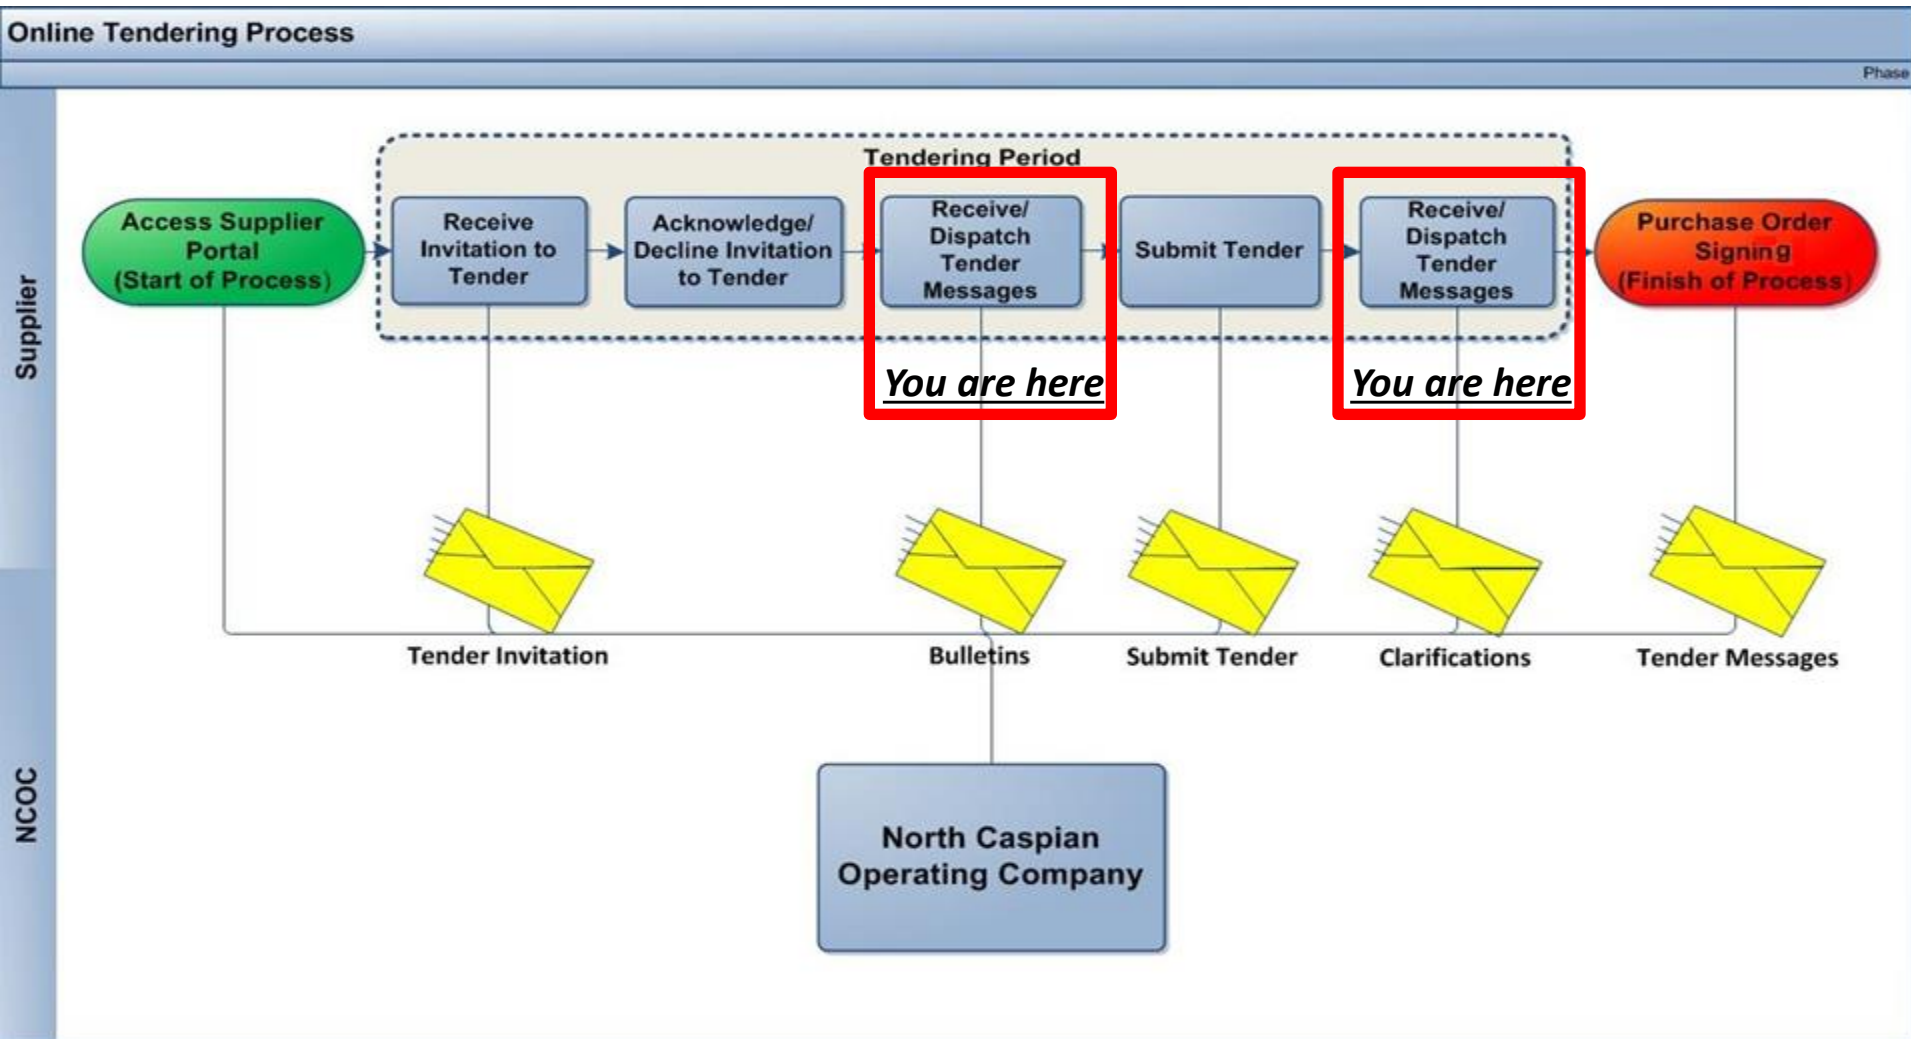 Online Tendering Process
Phase
Supplier
Tendering Period
Access Supplier
Portal
(Start of Process)
Receive
Invitation to
Tender
Acknowledge/
Decline Invitation
to Tender
Receive/
Dispatch
Tender
Messages
Submit Tender
Receive/
Dispatch
Tender
Messages
Purchase Order
Signing
(Finish of Process)
You are here
You are here
Tender Invitation
Bulletins
Submit Tender
Clarifications
Tender Messages
NCOC
North Caspian
Operating Company